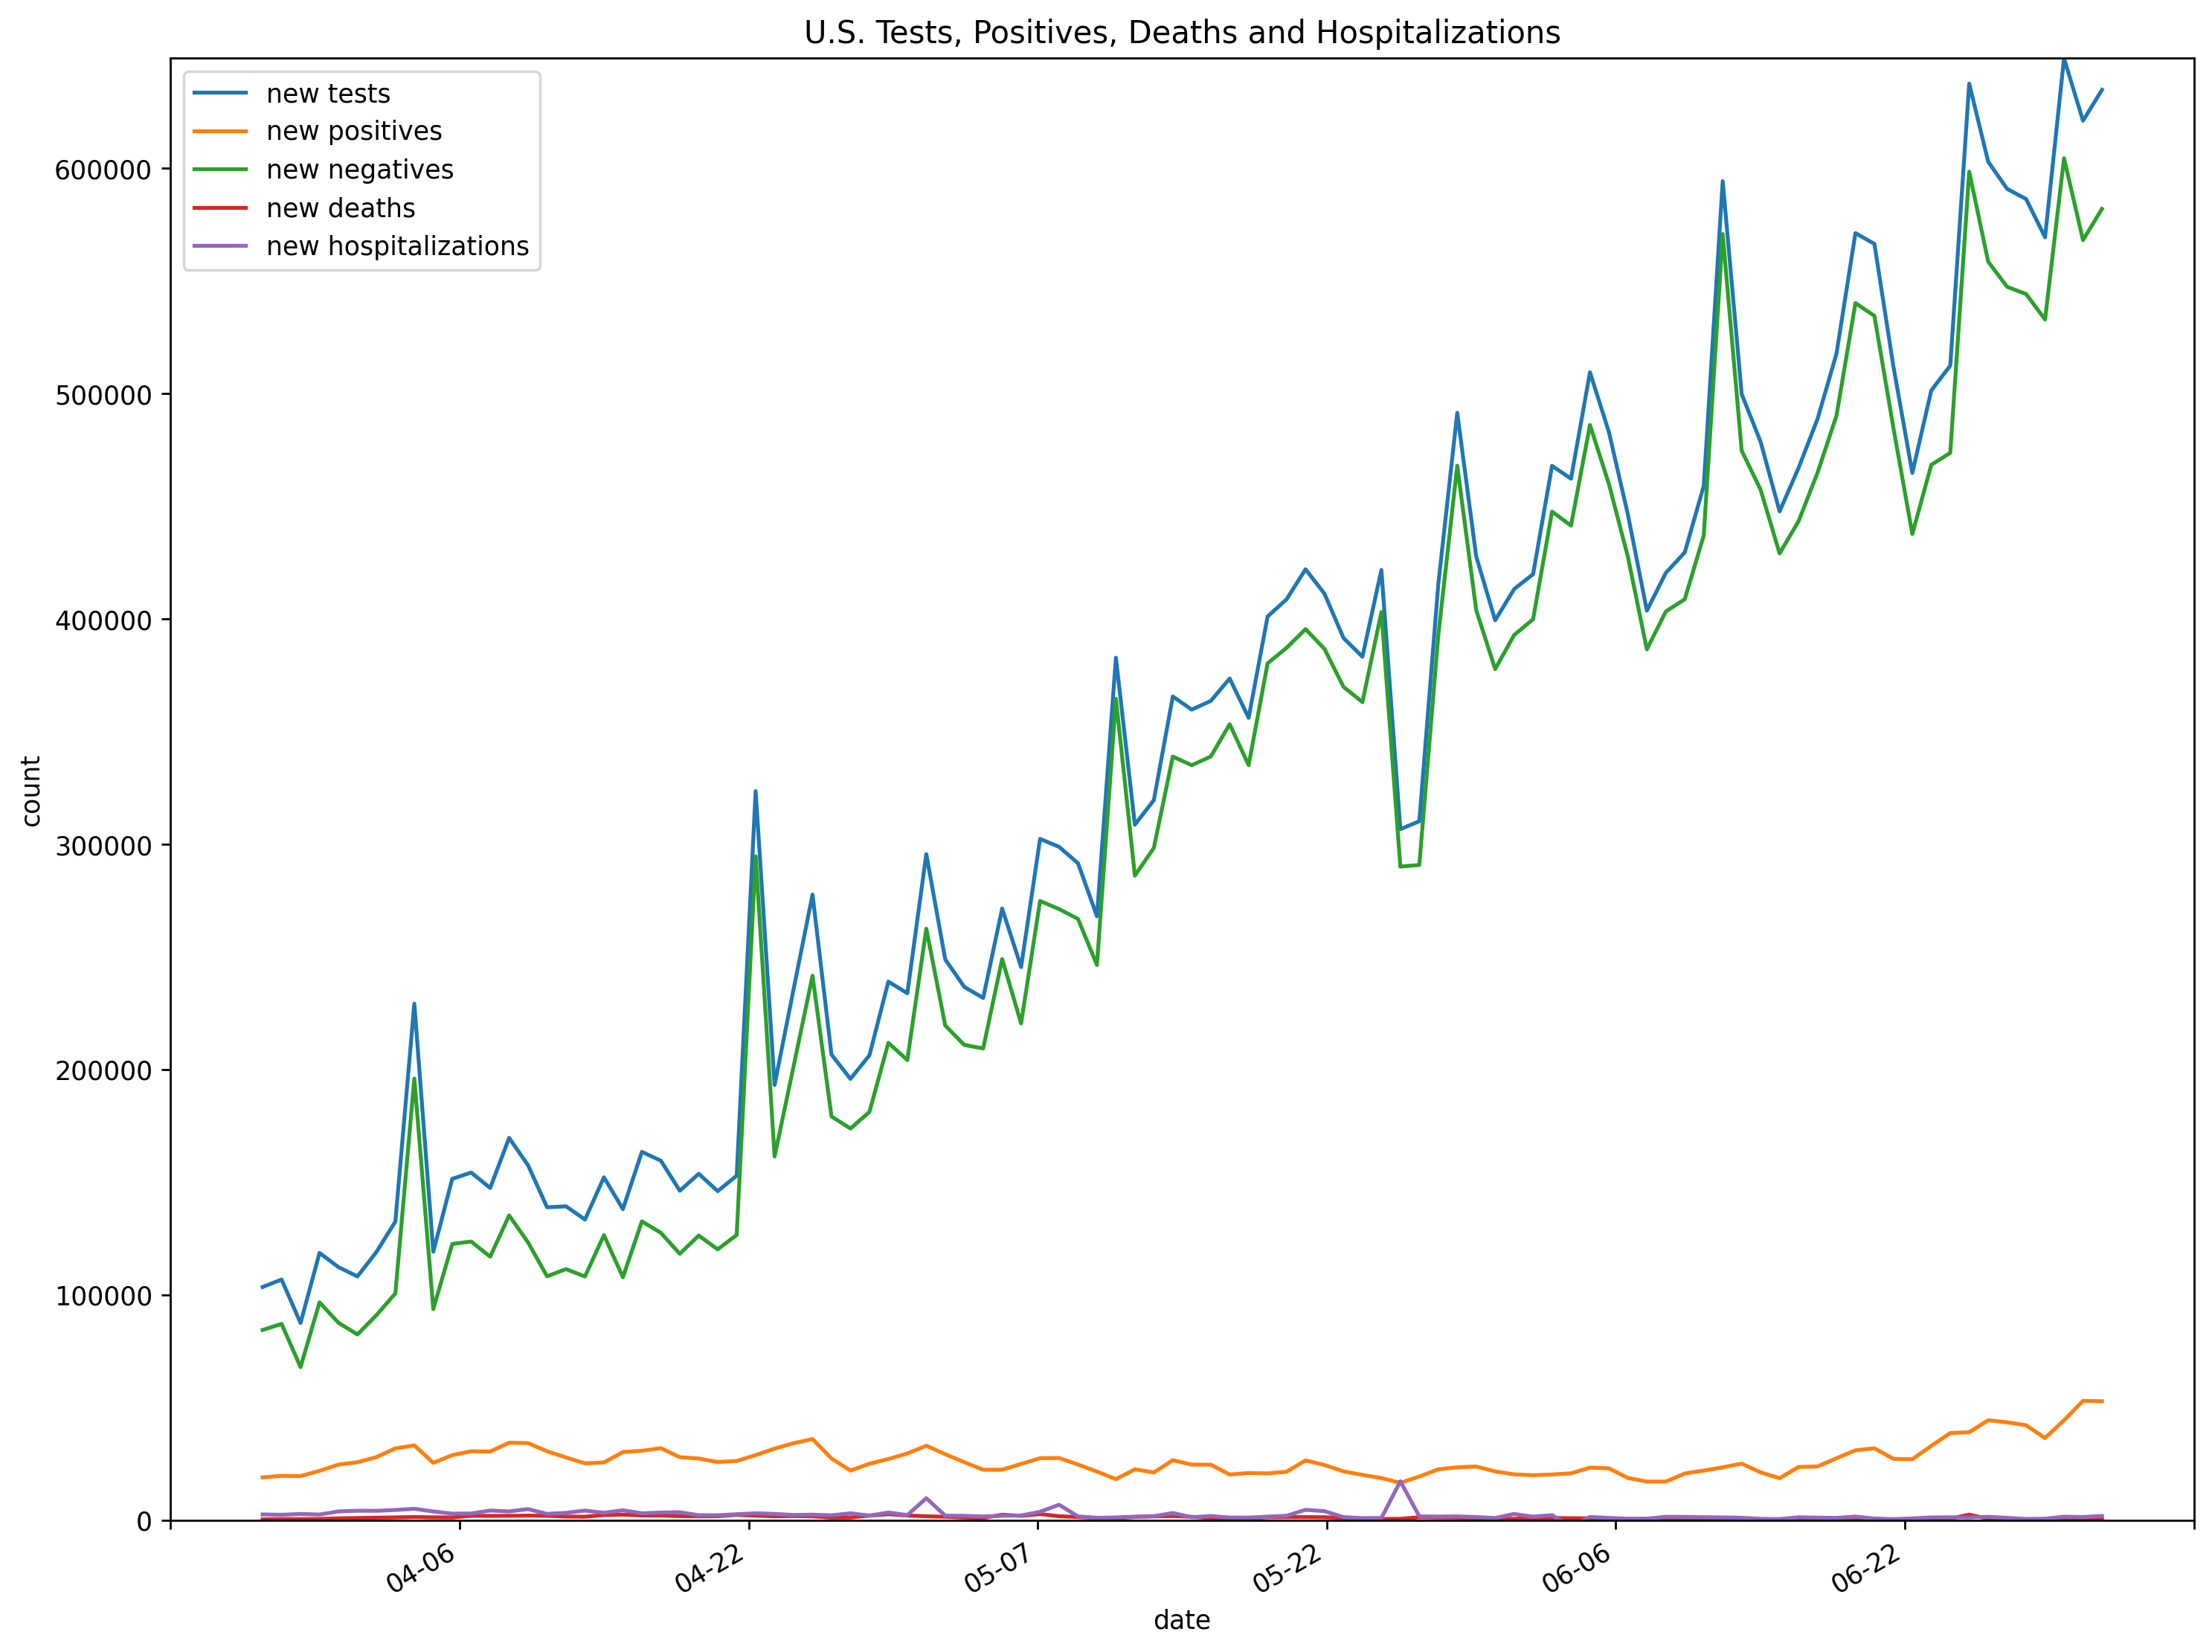 U.S. Tests, Positives, Deaths and Hospitalizations
new tests
new positives
new negatives
new deaths
new hospitalizations
600000
500000
400000
300000
200000
100000
0
count
04-06
04-22
05-07
05-22
06-06
06-22
date